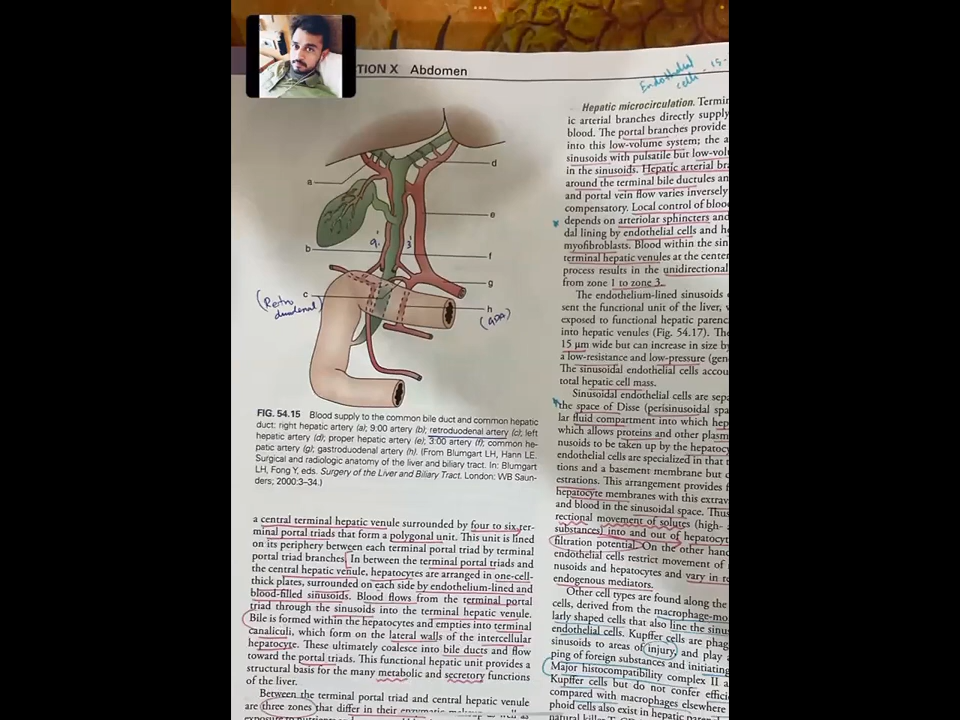 TION X Abdomen
Endothelial
cells
15-
a
b
c
d
e
f
g
h
9'
3'
(Retro
duodenal)
(GDA)
FIG. 54.15 Blood supply to the common bile duct and common hepatic
duct: right hepatic artery (a); 9:00 artery (b); retroduodenal artery (c); left
hepatic artery (d); proper hepatic artery (e); 3:00 artery (f); common he-
patic artery (g); gastroduodenal artery (h). (From Blumgart LH, Hann LE.
Surgical and radiologic anatomy of the liver and biliary tract. In: Blumgart
LH, Fong Y, eds. Surgery of the Liver and Biliary Tract. London: WB Saun-
ders; 2000:3–34.)
a central terminal hepatic venule surrounded by four to six ter-
minal portal triads that form a polygonal unit. This unit is lined
on its periphery between each terminal portal triad by terminal
portal triad branches. In between the terminal portal triads and
the central hepatic venule, hepatocytes are arranged in one-cell-
thick plates, surrounded on each side by endothelium-lined and
blood-filled sinusoids. Blood flows from the terminal portal
triad through the sinusoids into the terminal hepatic venule.
Bile is formed within the hepatocytes and empties into terminal
canaliculi, which form on the lateral walls of the intercellular
hepatocyte. These ultimately coalesce into bile ducts and flow
toward the portal triads. This functional hepatic unit provides a
structural basis for the many metabolic and secretory functions
of the liver.
Between the terminal portal triad and central hepatic venule
are three zones that differ in their enzymatic as well as
Hepatic microcirculation. Termin
ic arterial branches directly supply
blood. The portal branches provide
into this low-volume system; the a
sinusoids with pulsatile but low-vol
in the sinusoids. Hepatic arterial bra
around the terminal bile ductules an
and portal vein flow varies inversely
compensatory. Local control of blood
depends on arteriolar sphincters and
dal lining by endothelial cells and he
myofibroblasts. Blood within the sin
terminal hepatic venules at the center
process results in the unidirectional
from zone 1 to zone 3.
The endothelium-lined sinusoids
sent the functional unit of the liver,
exposed to functional hepatic paren
into hepatic venules (Fig. 54.17). The
15 μm wide but can increase in size by
a low-resistance and low-pressure (gen
The sinusoidal endothelial cells accou
total hepatic cell mass.
Sinusoidal endothelial cells are sep
the space of Disse (perisinusoidal spa
lar fluid compartment into which hep
which allows proteins and other plasm
nusoids to be taken up by the hepatocy
endothelial cells are specialized in that t
tions and a basement membrane but
estrations. This arrangement provides f
hepatocyte membranes with this extrav
and blood in the sinusoidal space. Thus
rectional movement of solutes (high-
substances) into and out of hepatocyt
filtration potential. On the other hand
endothelial cells restrict movement of
nusoids and hepatocytes and vary in re
endogenous mediators.
Other cell types are found along the
cells, derived from the macrophage-mo
larly shaped cells that also line the sinu
endothelial cells. Kupffer cells are phag
sinusoids to areas of injury, and play
ping of foreign substances and initiating
Major histocompatibility complex II a
Kupffer cells but do not confer effici
compared with macrophages elsewhere
phoid cells also exist in hepatic paren